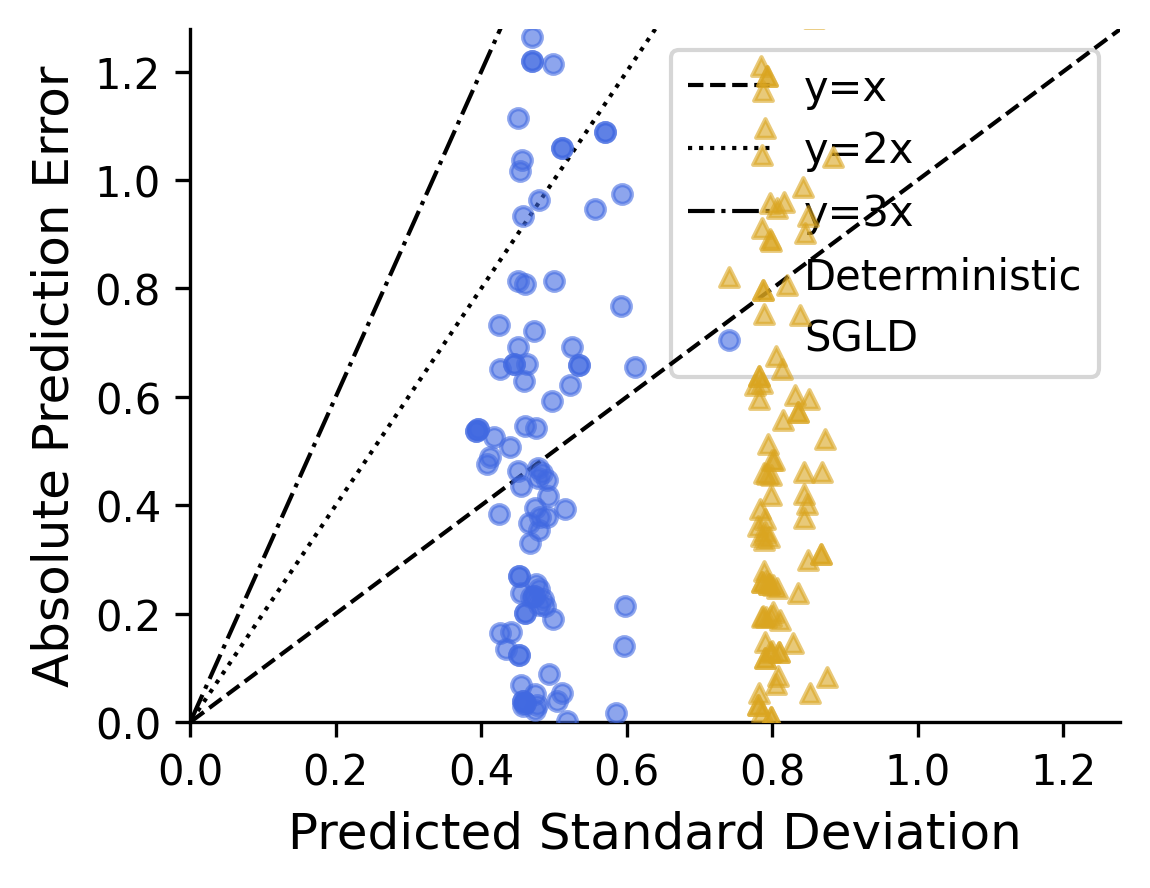 1.2
1.0
0.8
0.6
0.4
0.2
0.0
Absolute Prediction Error
y=x
y=2x
y=3x
Deterministic
SGLD
0.0 0.2 0.4 0.6 0.8 1.0 1.2
Predicted Standard Deviation